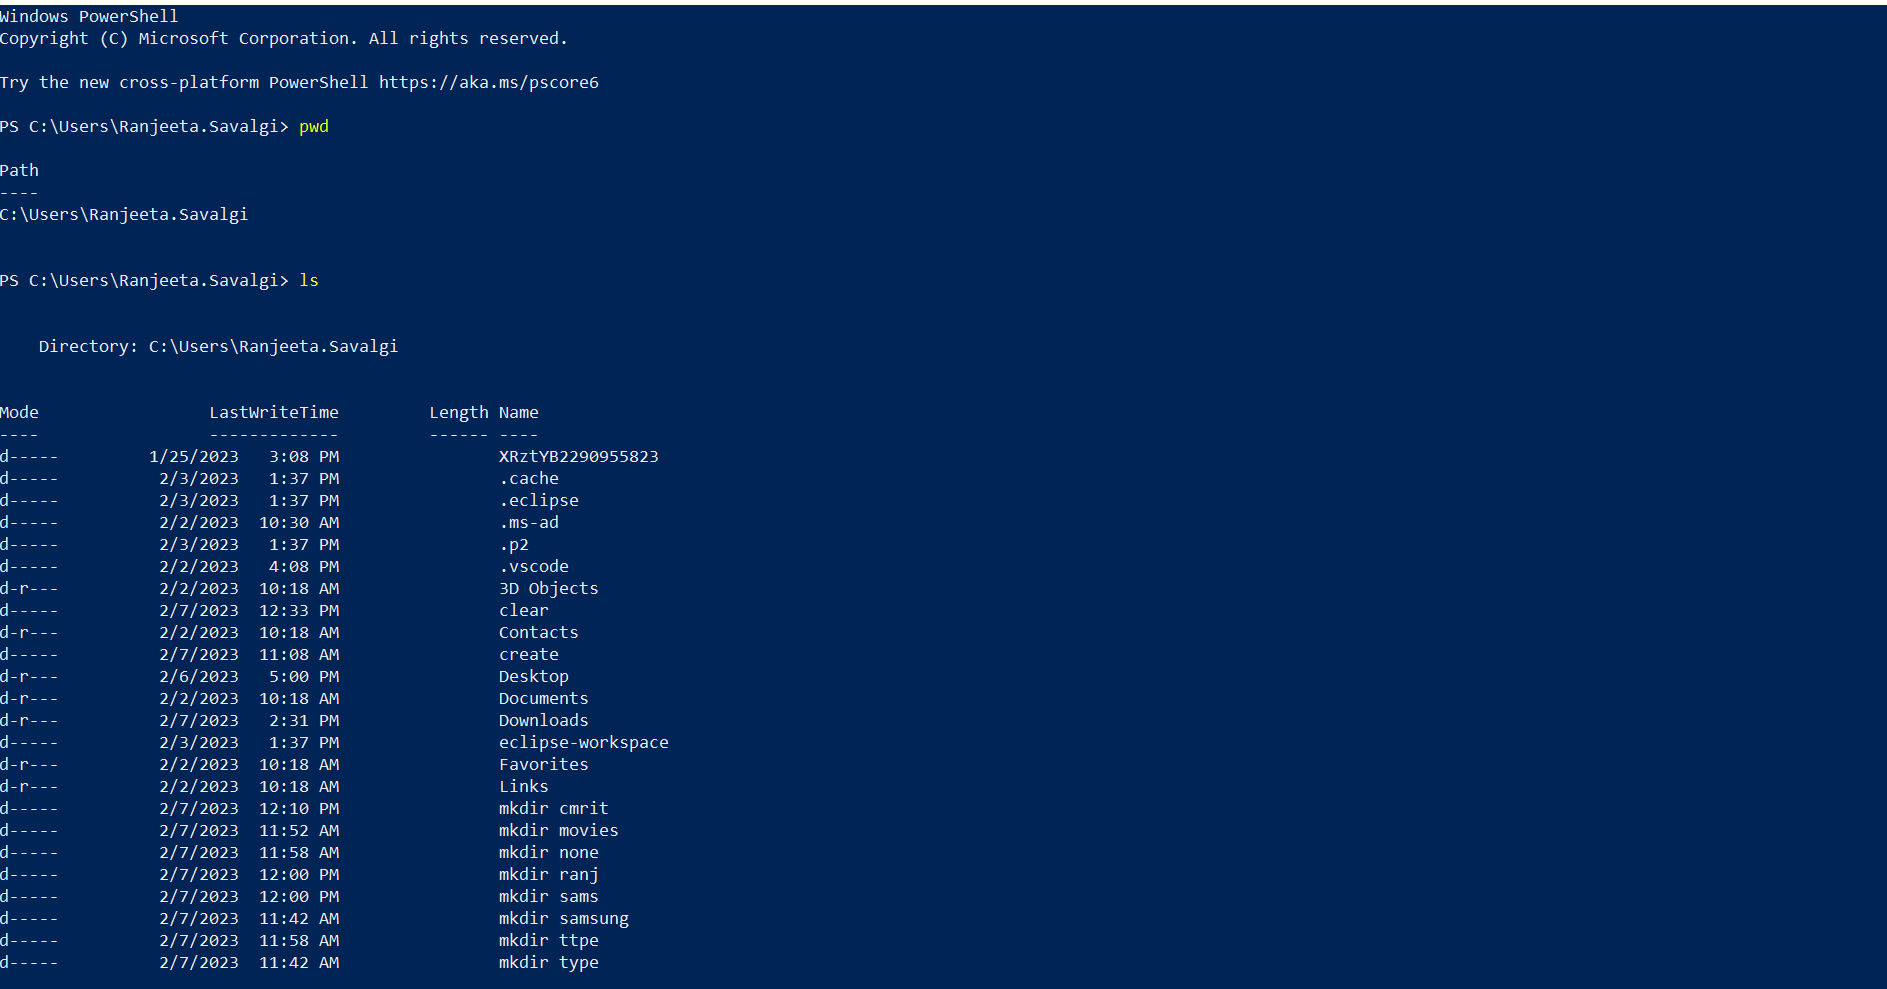 Windows PowerShell
Copyright (C) Microsoft Corporation. All rights reserved.
Try the new cross-platform PowerShell https://aka.ms/pscore6
PS C:\Users\Ranjeeta.Savalgi> pwd
Path
----
C:\Users\Ranjeeta.Savalgi
PS C:\Users\Ranjeeta.Savalgi> ls
    Directory: C:\Users\Ranjeeta.Savalgi
Mode                 LastWriteTime         Length Name
----                 -------------         ------ ----
d-----         1/25/2023   3:08 PM                XRztYB2290955823
d-----          2/3/2023   1:37 PM                .cache
d-----          2/3/2023   1:37 PM                .eclipse
d-----          2/2/2023  10:30 AM                .ms-ad
d-----          2/3/2023   1:37 PM                .p2
d-----          2/2/2023   4:08 PM                .vscode
d-r---          2/2/2023  10:18 AM                3D Objects
d-----          2/7/2023  12:33 PM                clear
d-r---          2/2/2023  10:18 AM                Contacts
d-----          2/7/2023  11:08 AM                create
d-r---          2/6/2023   5:00 PM                Desktop
d-r---          2/2/2023  10:18 AM                Documents
d-r---          2/7/2023   2:31 PM                Downloads
d-----          2/3/2023   1:37 PM                eclipse-workspace
d-r---          2/2/2023  10:18 AM                Favorites
d-r---          2/2/2023  10:18 AM                Links
d-----          2/7/2023  12:10 PM                mkdir cmrit
d-----          2/7/2023  11:52 AM                mkdir movies
d-----          2/7/2023  11:58 AM                mkdir none
d-----          2/7/2023  12:00 PM                mkdir ranj
d-----          2/7/2023  12:00 PM                mkdir sams
d-----          2/7/2023  11:42 AM                mkdir samsung
d-----          2/7/2023  11:58 AM                mkdir ttpe
d-----          2/7/2023  11:42 AM                mkdir type